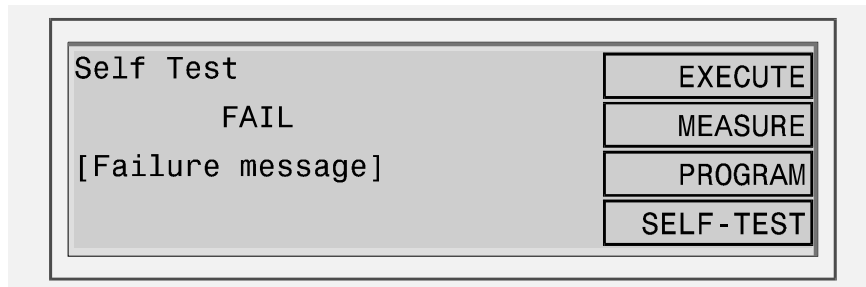 Self Test
FAIL
[Failure message]
EXECUTE
MEASURE
PROGRAM
SELF-TEST